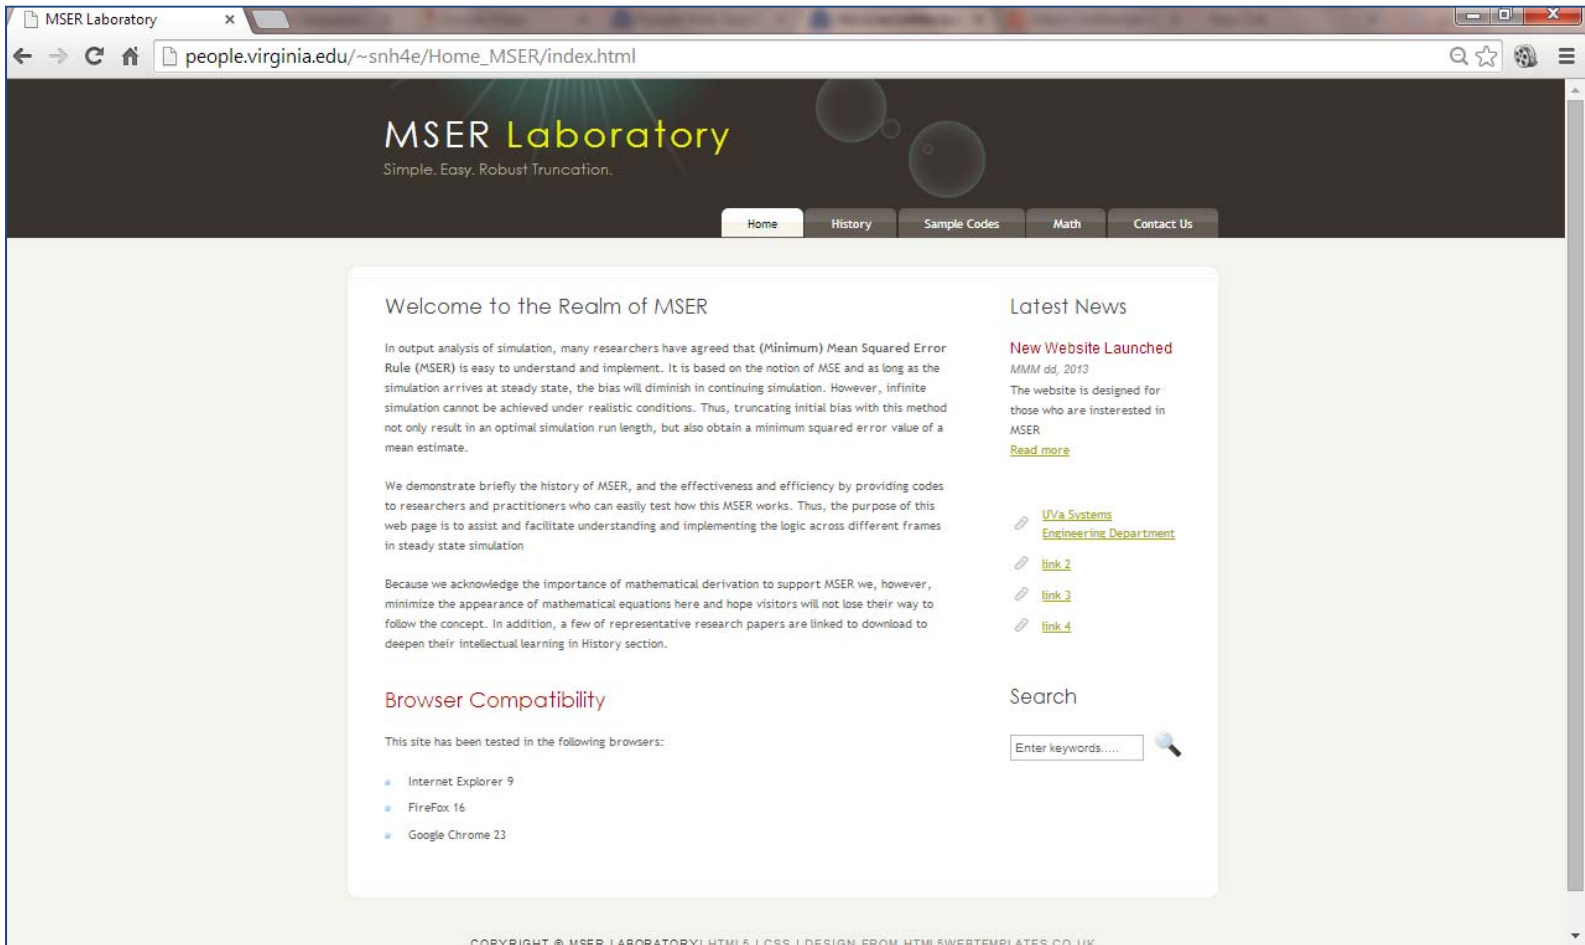 MSER Laboratory
people.virginia.edu/~snh4e/Home_MSER/index.html
MSER Laboratory
Simple. Easy. Robust Truncation.
Home History Sample Codes Math Contact Us
Welcome to the Realm of MSER
In output analysis of simulation, many researchers have agreed that (Minimum) Mean Squared Error
Rule (MSER) is easy to understand and implement. It is based on the notion of MSE and as long as the
simulation arrives at steady state, the bias will diminish in continuing simulation. However, infinite
simulation cannot be achieved under realistic conditions. Thus, truncating initial bias with this method
not only result in an optimal simulation run length, but also obtain a minimum squared error value of a
mean estimate.
We demonstrate briefly the history of MSER, and the effectiveness and efficiency by providing codes
to researchers and practitioners who can easily test how this MSER works. Thus, the purpose of this
web page is to assist and facilitate understanding and implementing the logic across different frames
in steady state simulation
Because we acknowledge the importance of mathematical derivation to support MSER we, however,
minimize the appearance of mathematical equations here and hope visitors will not lose their way to
follow the concept. In addition, a few of representative research papers are linked to download to
deepen their intellectual learning in History section.
Browser Compatibility
This site has been tested in the following browsers:
Internet Explorer 9
FireFox 16
Google Chrome 23
Latest News
New Website Launched
MMM dd, 2013
The website is designed for
those who are insterested in
MSER
Read more
UVa Systems
Engineering Department
link 2
link 3
link 4
Search
Enter keywords.....
COPYRIGHT © MSER LABORATORY| HTML5 | CSS | DESIGN FROM HTML5WEBTEMPLATES.CO.UK